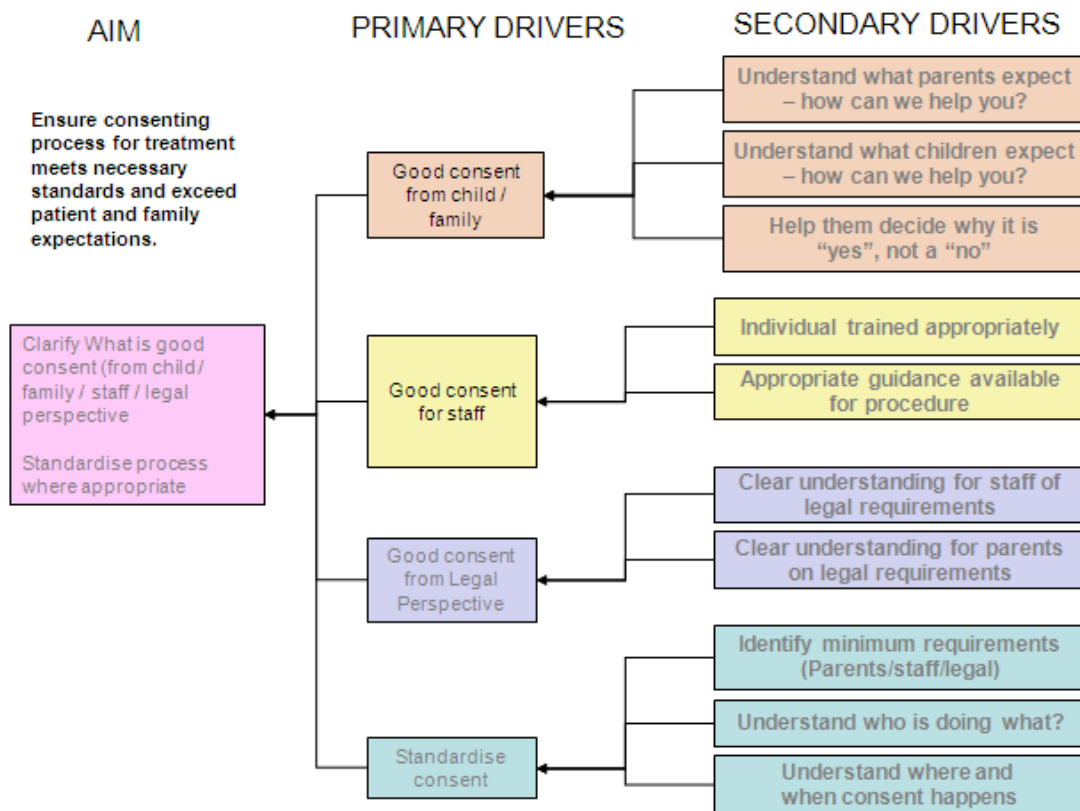 AIM
PRIMARY DRIVERS
SECONDARY DRIVERS
Ensure consenting
process for treatment
meets necessary
standards and exceed
patient and family
expectations.
Clarify What is good
consent (from child /
family / staff / legal
perspective
Standardise process
where appropriate
Good consent
from child /
family
Good consent
for staff
Good consent
from Legal
Perspective
Standardise
consent
Understand what parents expect
– how can we help you?
Understand what children expect
– how can we help you?
Help them decide why it is
“yes”, not a “no”
Individual trained appropriately
Appropriate guidance available
for procedure
Clear understanding for staff of
legal requirements
Clear understanding for parents
on legal requirements
Identify minimum requirements
(Parents/staff/legal)
Understand who is doing what?
Understand where and
when consent happens